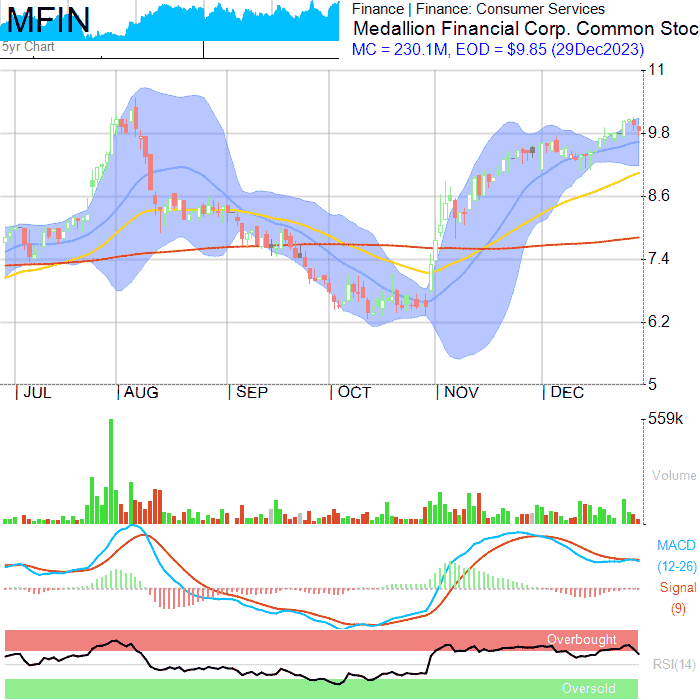 MFIN
5yr Chart
Finance | Finance: Consumer Services
Medallion Financial Corp. Common Stoc
MC = 230.1M, EOD = $9.85 (29Dec2023)
11
9.8
8.6
7.4
6.2
5
JUL AUG SEP OCT NOV DEC
559k
Volume
MACD
(12-26)
Signal
(9)
Overbought
RSI(14)
Oversold